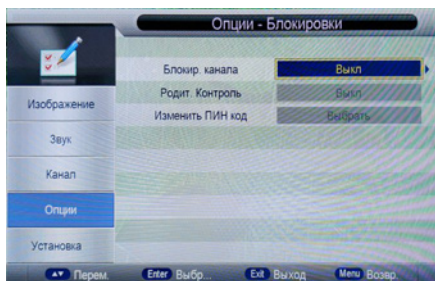 Опции - Блокировки
Блокир. канала Выкл
Родит. Контроль Выкл
Изменить ПИН код Выбрать
Изображение
Звук
Канал
Опции
Установка
Перем. Enter Выбр... Exit Выход Menu Возвр.